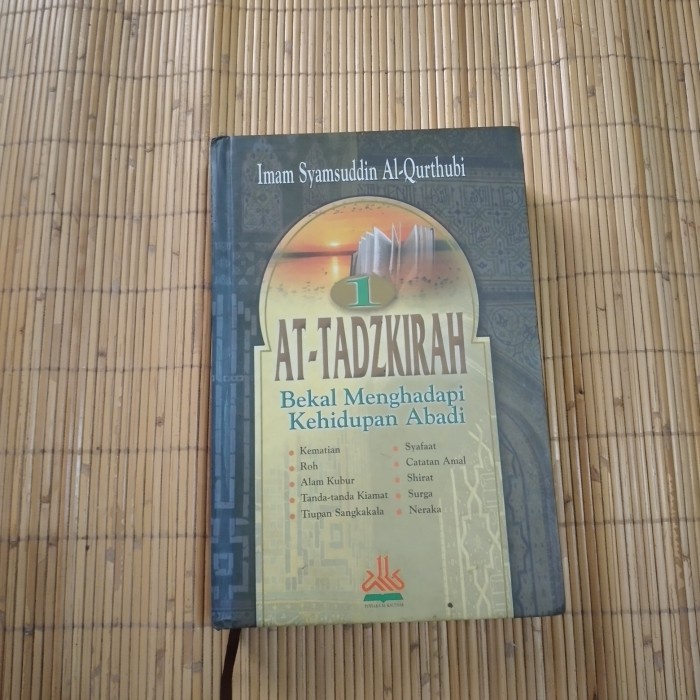 Imam Syamsuddin Al-Qurthubi
1
AT-TADZKIRAH
Bekal Menghadapi
Kehidupan Abadi
Kematian
Roh
Alam Kubur
Tanda-tanda Kiamat
Tiupan Sangkakala
Syafaat
Catatan Amal
Shirat
Surga
Neraka